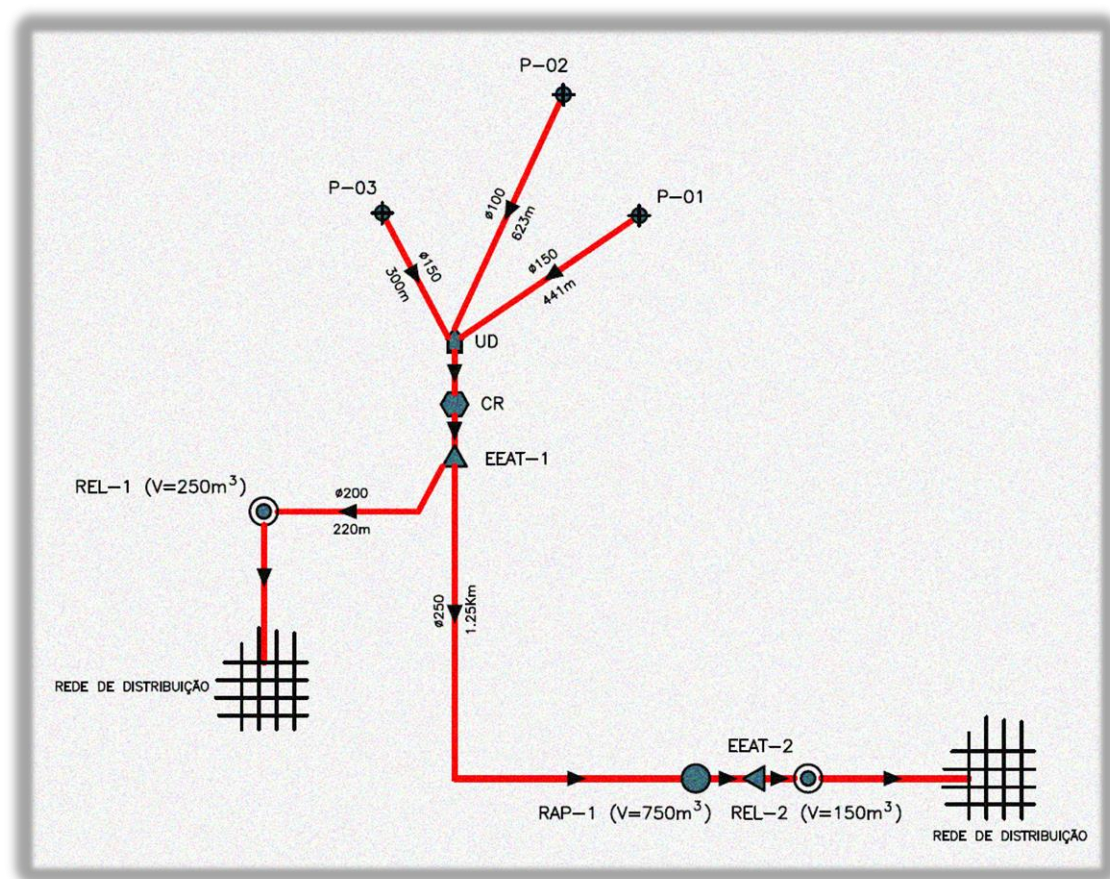 P-02
P-03
P-01
ø100
623m
ø150
300m
ø150
441m
UD
CR
EEAT-1
REL-1 (V=250m³)
ø200
220m
ø250
1.25Km
REDE DE DISTRIBUIÇÃO
EEAT-2
RAP-1 (V=750m³)
REL-2 (V=150m³)
REDE DE DISTRIBUIÇÃO